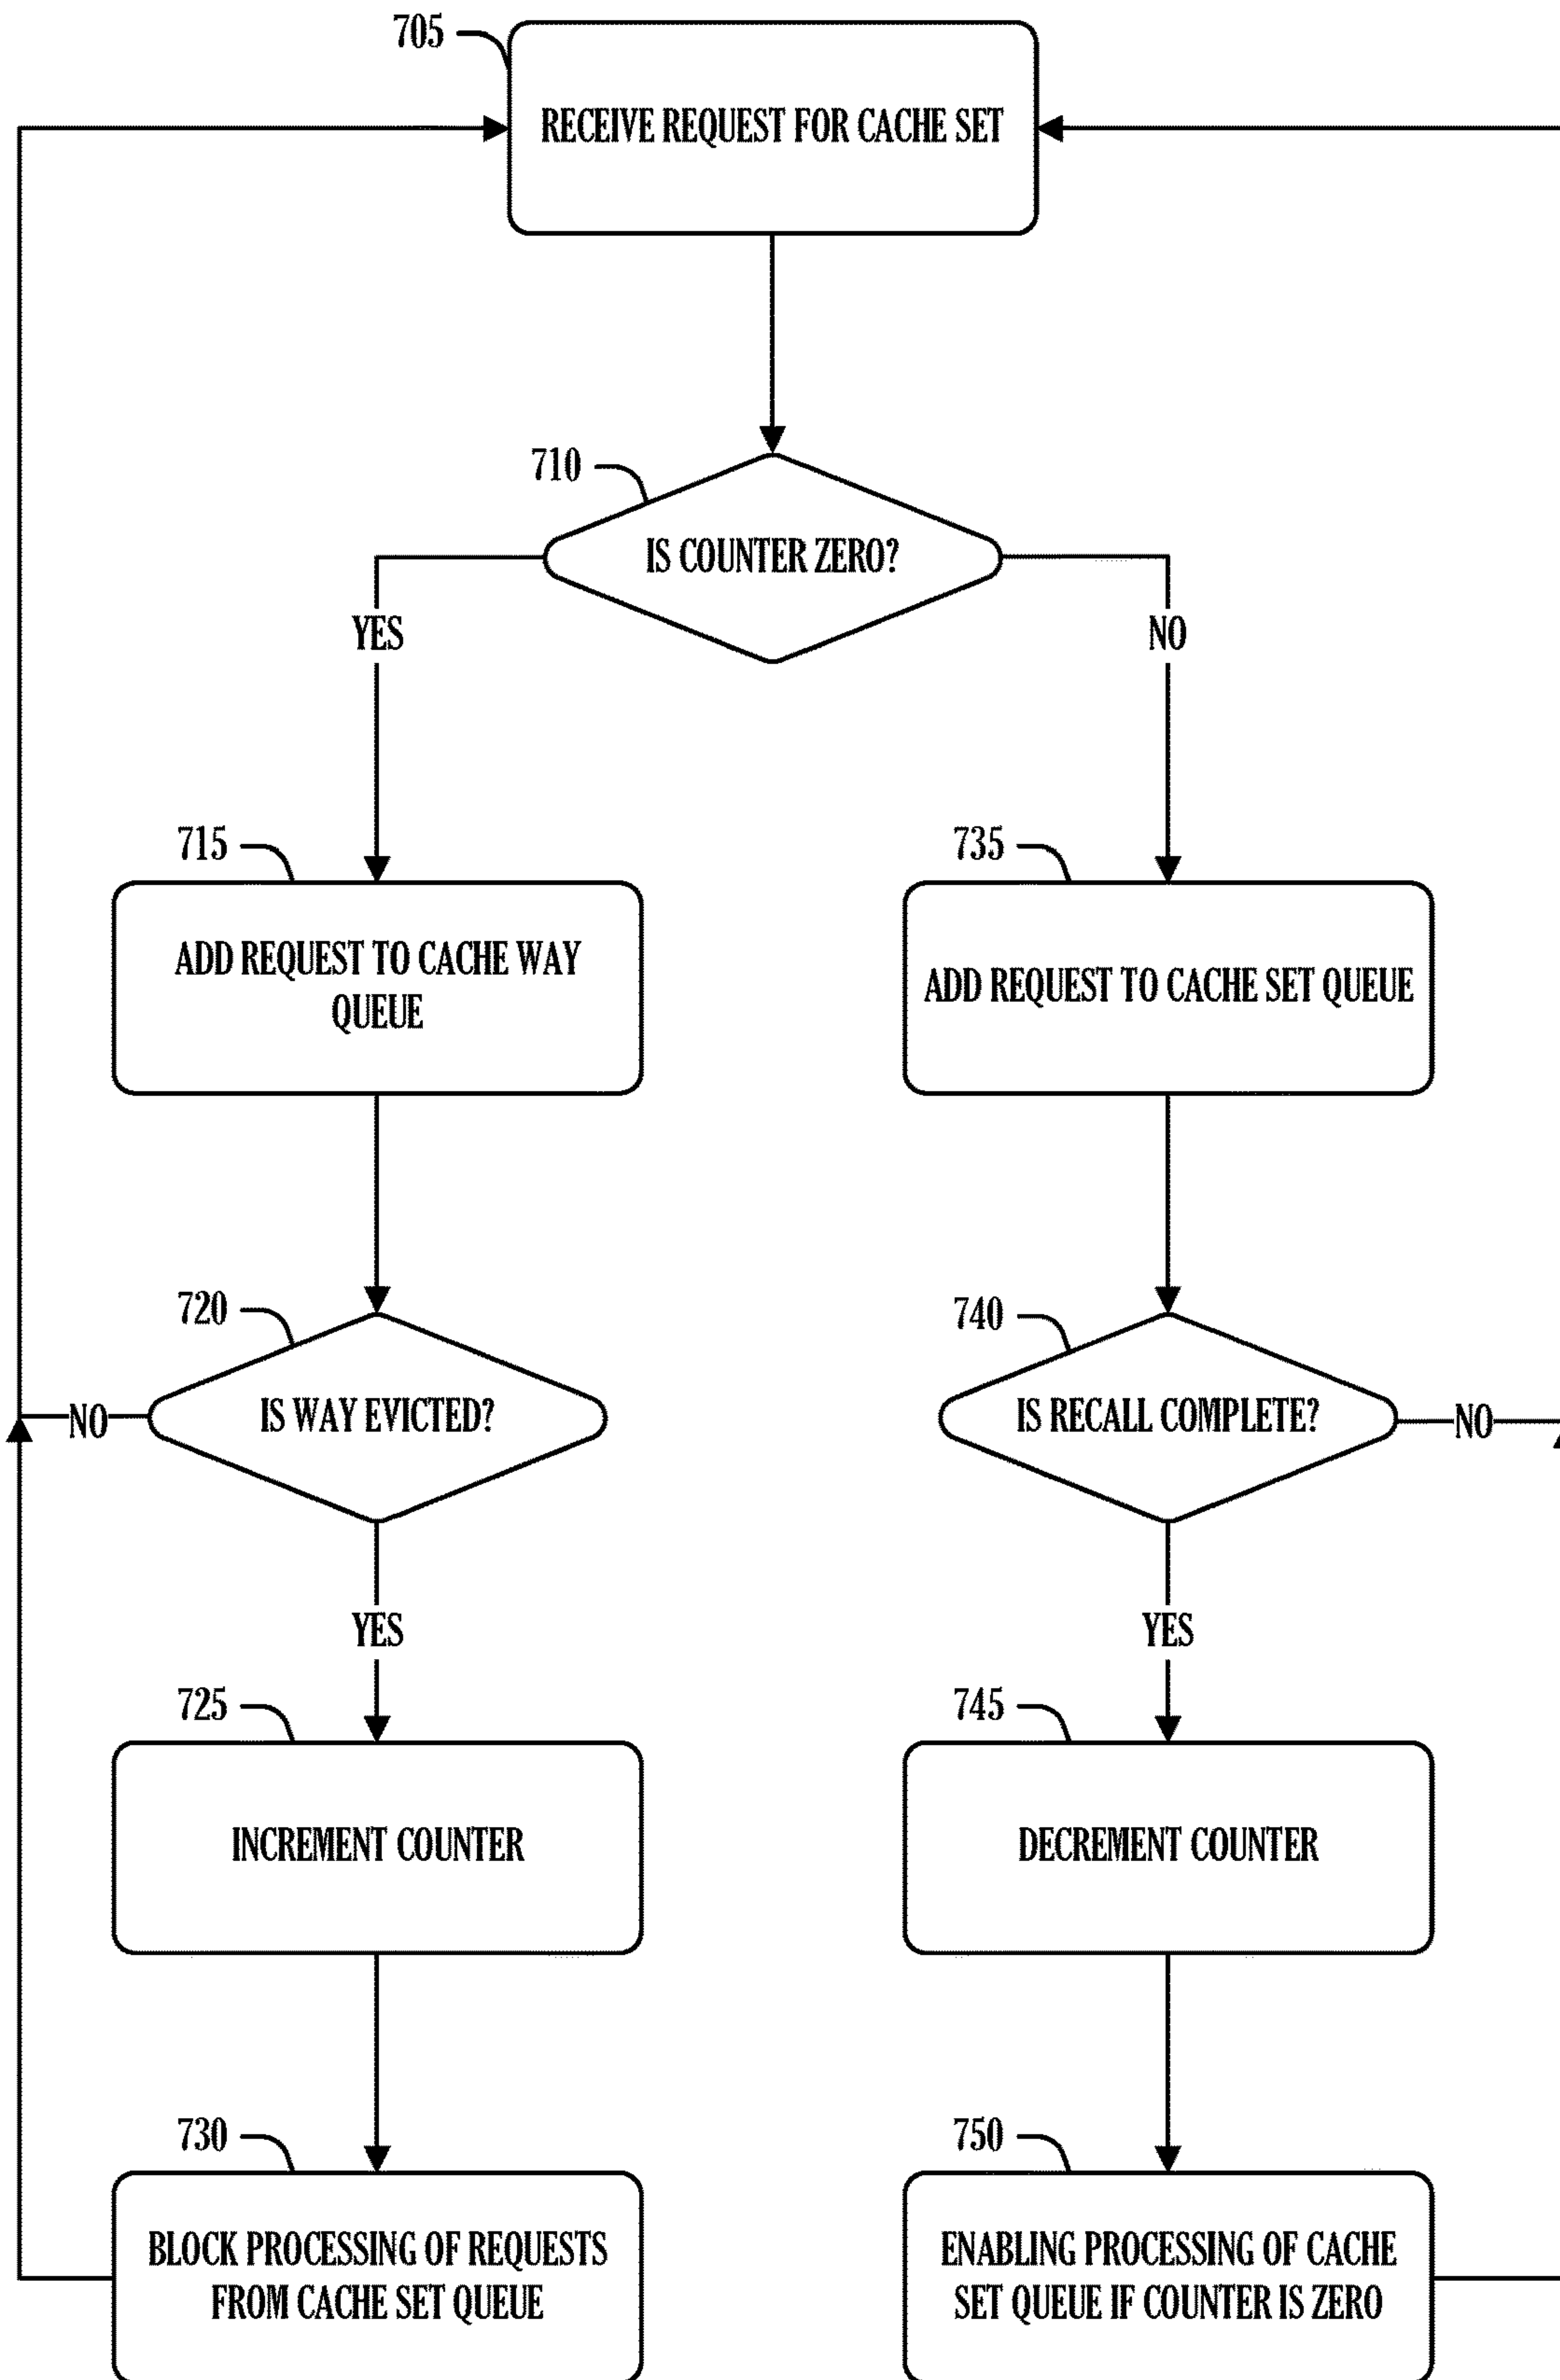 705
RECEIVE REQUEST FOR CACHE SET
710
IS COUNTER ZERO?
YES
NO
715
ADD REQUEST TO CACHE WAY
QUEUE
735
ADD REQUEST TO CACHE SET QUEUE
720
IS WAY EVICTED?
NO
740
IS RECALL COMPLETE?
NO
YES
YES
725
INCREMENT COUNTER
745
DECREMENT COUNTER
730
BLOCK PROCESSING OF REQUESTS
FROM CACHE SET QUEUE
750
ENABLING PROCESSING OF CACHE
SET QUEUE IF COUNTER IS ZERO